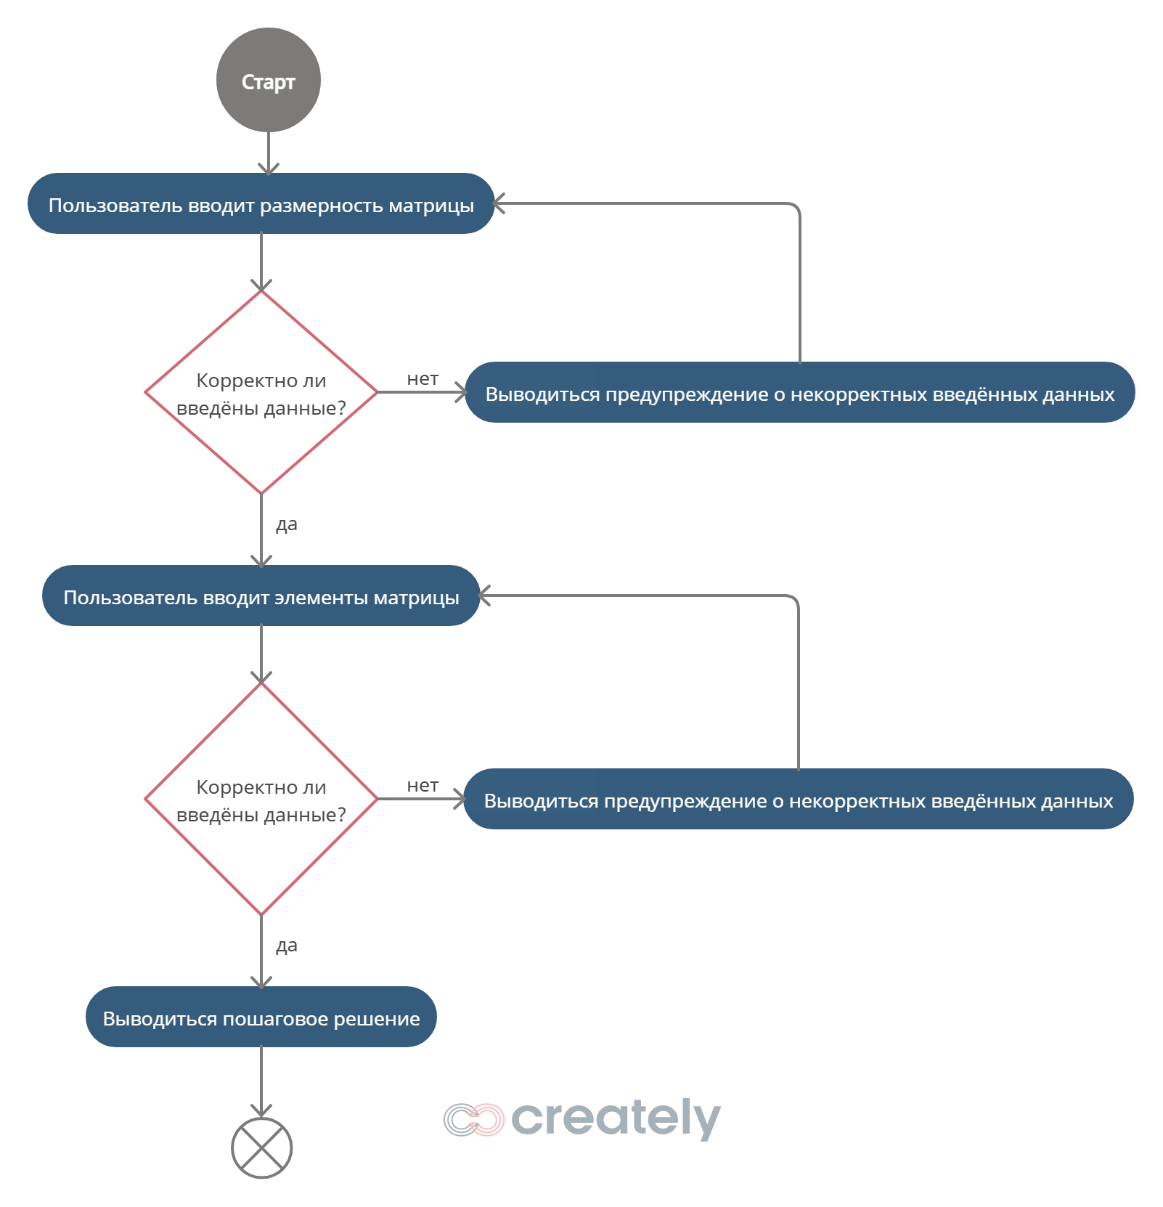 Старт
Пользователь вводит размерность матрицы
Корректно ли
введёны данные?
нет
Выводиться предупреждение о некорректных введённых данных
да
Пользователь вводит элементы матрицы
Корректно ли
введёны данные?
нет
Выводиться предупреждение о некорректных введённых данных
да
Выводиться пошаговое решение
creately